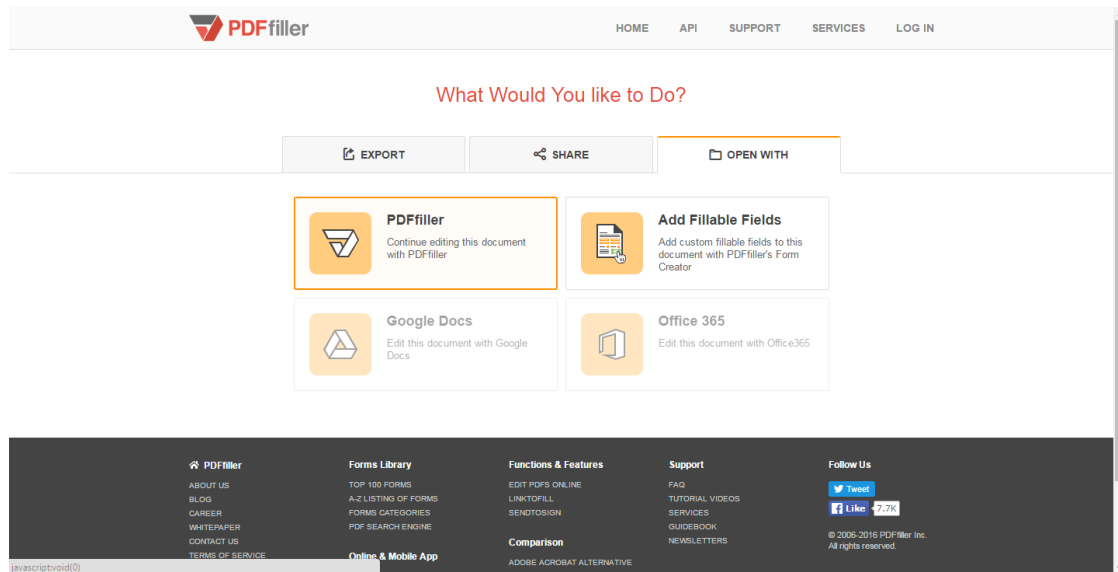 PDFfiller
HOME API SUPPORT SERVICES LOG IN
What Would You like to Do?
EXPORT SHARE OPEN WITH
PDFfiller
Continue editing this document
with PDFfiller
Add Fillable Fields
Add custom fillable fields to this
document with PDFfiller's Form
Creator
Google Docs
Edit this document with Google
Docs
Office 365
Edit this document with Office365
PDFfiller
ABOUT US
BLOG
CAREER
WHITEPAPER
CONTACT US
TERMS OF SERVICE
Forms Library
TOP 100 FORMS
A-Z LISTING OF FORMS
FORMS CATEGORIES
PDF SEARCH ENGINE
Online & Mobile App
Functions & Features
EDIT PDFS ONLINE
LINKTOFILL
SENDTOSIGN
Comparison
ADOBE ACROBAT ALTERNATIVE
Support
FAQ
TUTORIAL VIDEOS
SERVICES
GUIDEBOOK
NEWSLETTERS
Follow Us
Tweet
Like 7.7K
© 2006-2016 PDFfiller Inc.
All rights reserved.
javascript:void(0)